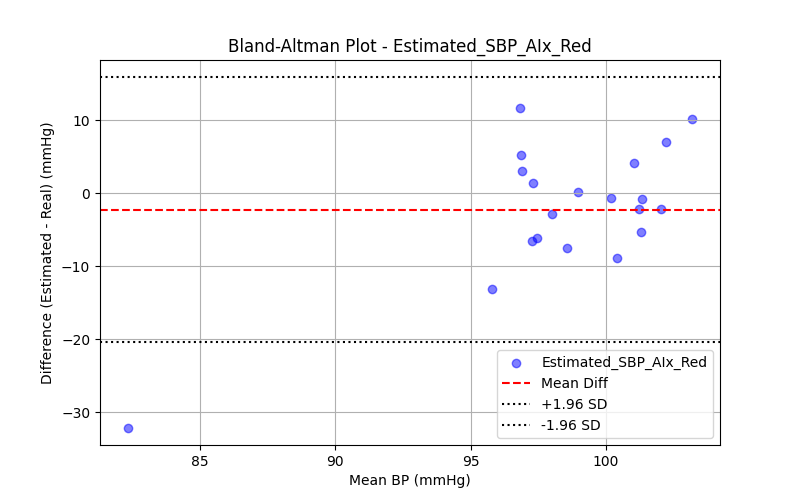 Bland-Altman Plot - Estimated_SBP_AIx_Red
Difference (Estimated - Real) (mmHg)
10
0
−10
−20
−30
85
90
95
100
Mean BP (mmHg)
Estimated_SBP_AIx_Red
Mean Diff
+1.96 SD
-1.96 SD